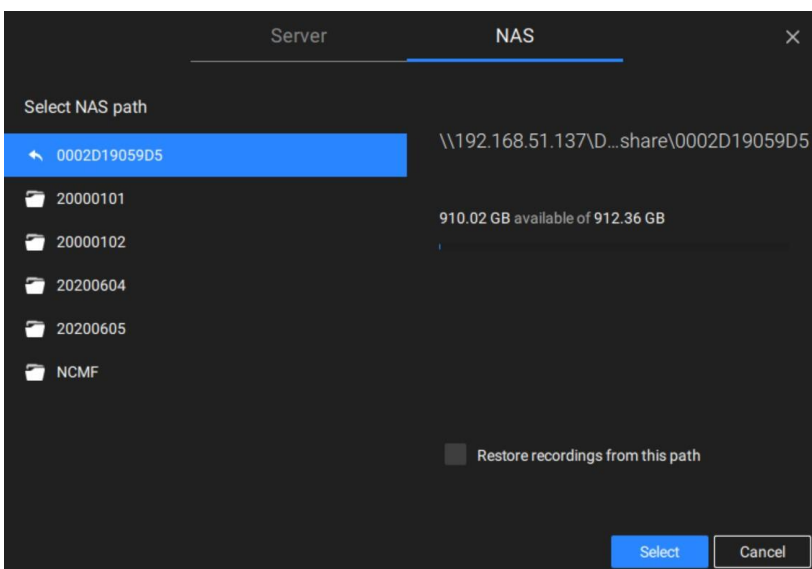 Server
NAS
Select NAS path
0002D19059D5
20000101
20000102
20200604
20200605
NCMF
\\192.168.51.137\D...share\0002D19059D5
910.02 GB available of 912.36 GB
Restore recordings from this path
Select
Cancel